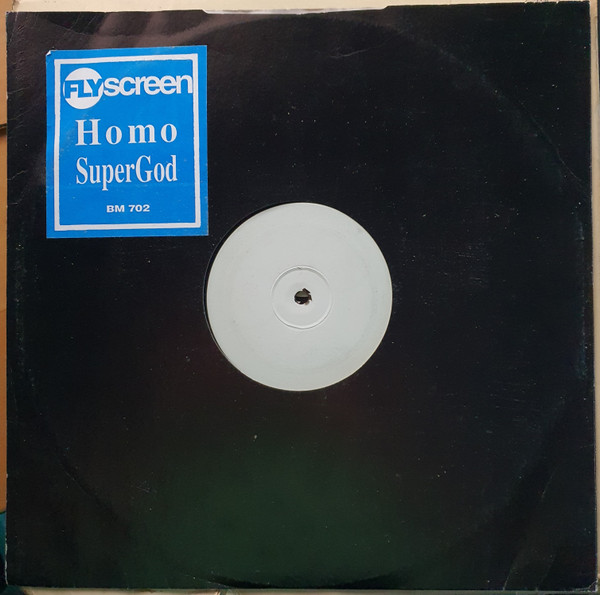 FLYscreen
Homo
SuperGod
BM 702